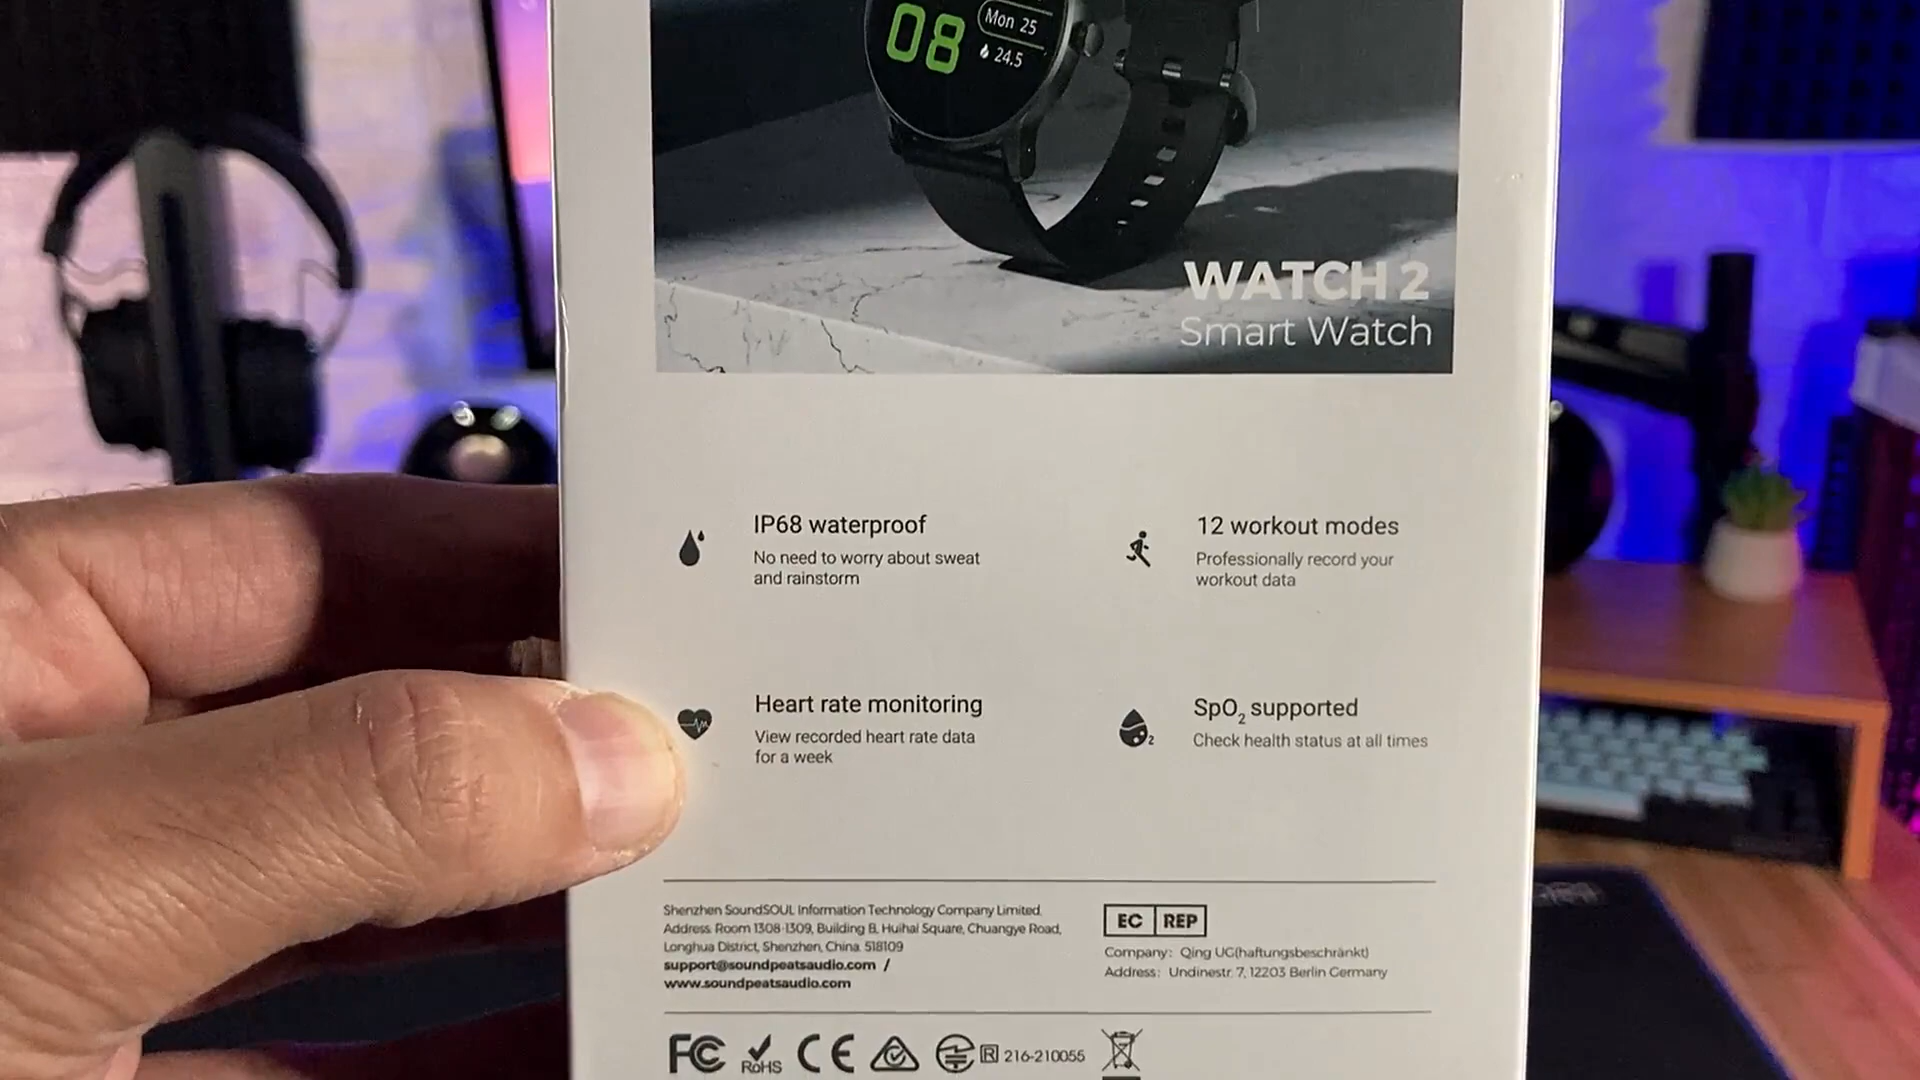 08
Mon 25
24.5
WATCH 2
Smart Watch
IP68 waterproof
No need to worry about sweat
and rainstorm
12 workout modes
Professionally record your
workout data
Heart rate monitoring
View recorded heart rate data
for a week
SpO₂ supported
Check health status at all times
2
Shenzhen SoundSOUL Information Technology Company Limited.
Address: Room 1308-1309, Building B, Huihai Square, Chuangye Road,
Longhua District, Shenzhen, China. 518109
support@soundpeatsaudio.com /
www.soundpeatsaudio.com
EC REP
Company: Qing UG(haftungsbeschränkt)
Address: Undinestr. 7, 12203 Berlin Germany
FC RoHS CE R 216-210055